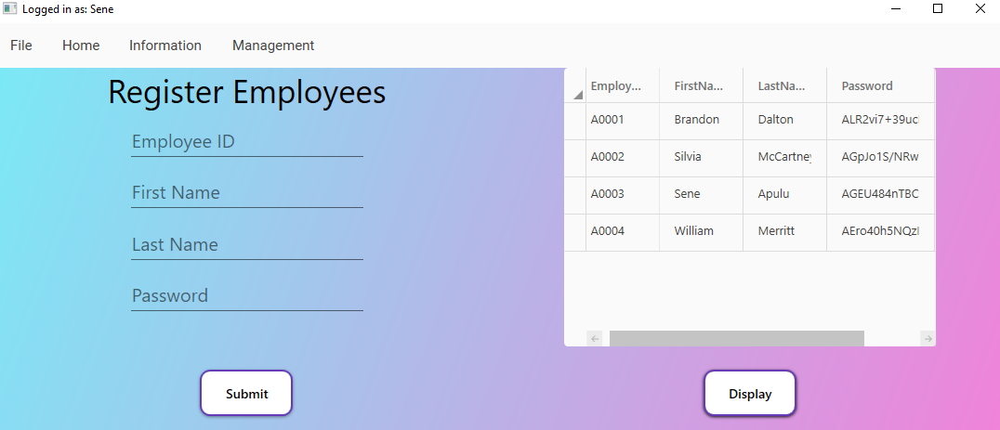 Logged in as: Sene
File Home Information Management
Register Employees
Employee ID
First Name
Last Name
Password
Submit
Employ... FirstNa... LastNa... Password
A0001 Brandon Dalton ALR2vi7+39uc
A0002 Silvia McCartney AGpJo1S/NRw
A0003 Sene Apulu AGEU484nTBC
A0004 William Merritt AEro40h5NQz
Display